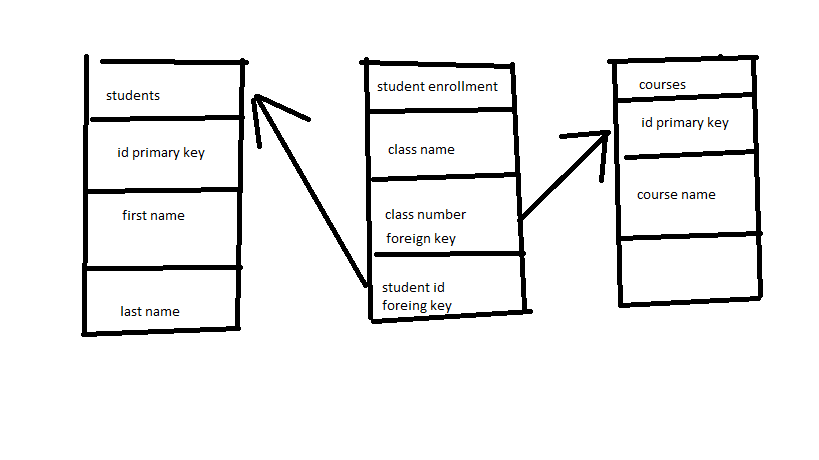 students
id primary key
first name
last name
student enrollment
class name
class number
foreign key
student id
foreing key
courses
id primary key
course name